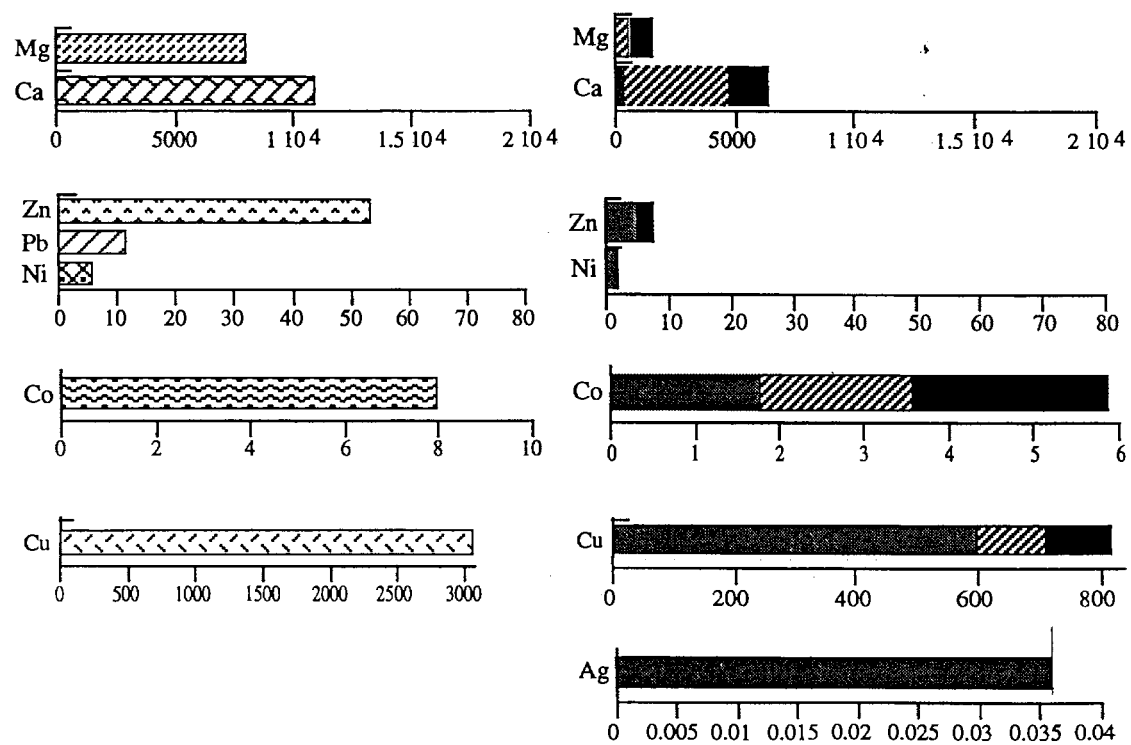 Mg
Ca
0 5000 1 10 4 1.5 10 4 2 10 4
Zn
Pb
Ni
0 10 20 30 40 50 60 70 80
Co
0 2 4 6 8 10
Cu
0 500 1000 1500 2000 2500 3000
Mg
Ca
0 5000 1 10 4 1.5 10 4 2 10 4
Zn
Ni
0 10 20 30 40 50 60 70 80
Co
0 1 2 3 4 5 6
Cu
0 200 400 600 800
Ag
0 0.005 0.01 0.015 0.02 0.025 0.03 0.035 0.04